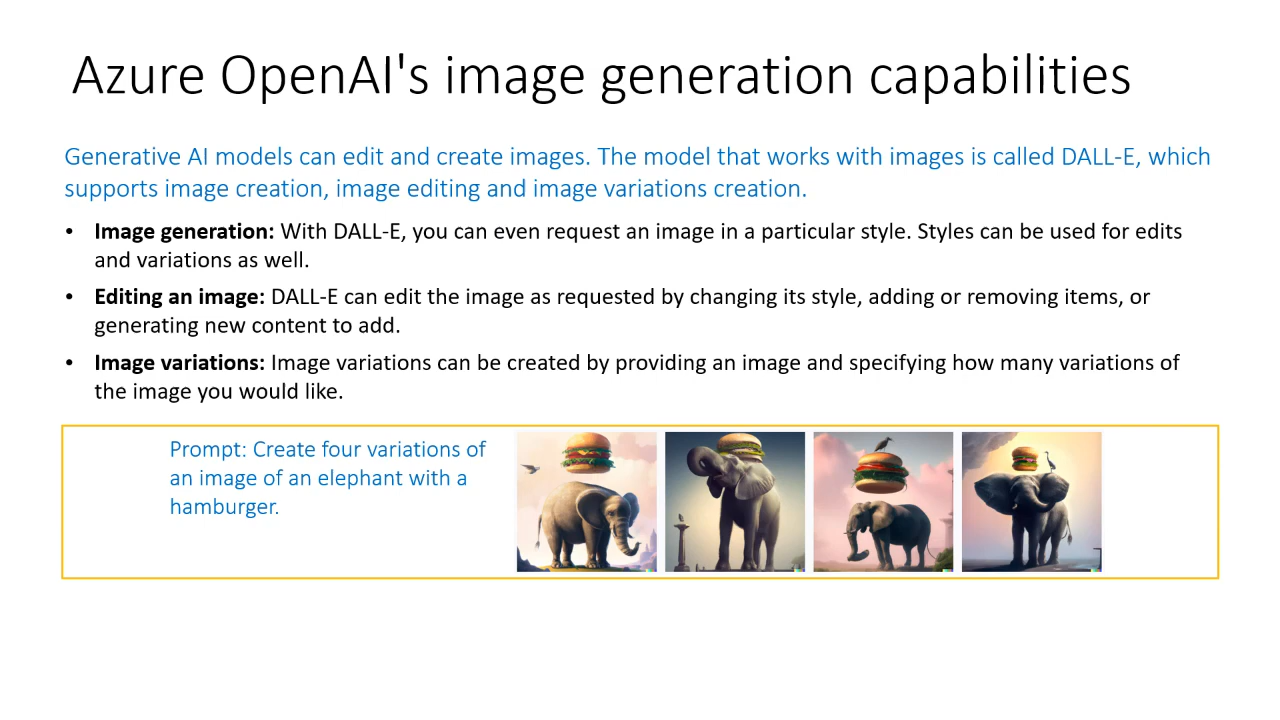 Azure OpenAI's image generation capabilities
Generative AI models can edit and create images. The model that works with images is called DALL-E, which
supports image creation, image editing and image variations creation.
• Image generation: With DALL-E, you can even request an image in a particular style. Styles can be used for edits
and variations as well.
• Editing an image: DALL-E can edit the image as requested by changing its style, adding or removing items, or
generating new content to add.
• Image variations: Image variations can be created by providing an image and specifying how many variations of
the image you would like.
Prompt: Create four variations of
an image of an elephant with a
hamburger.